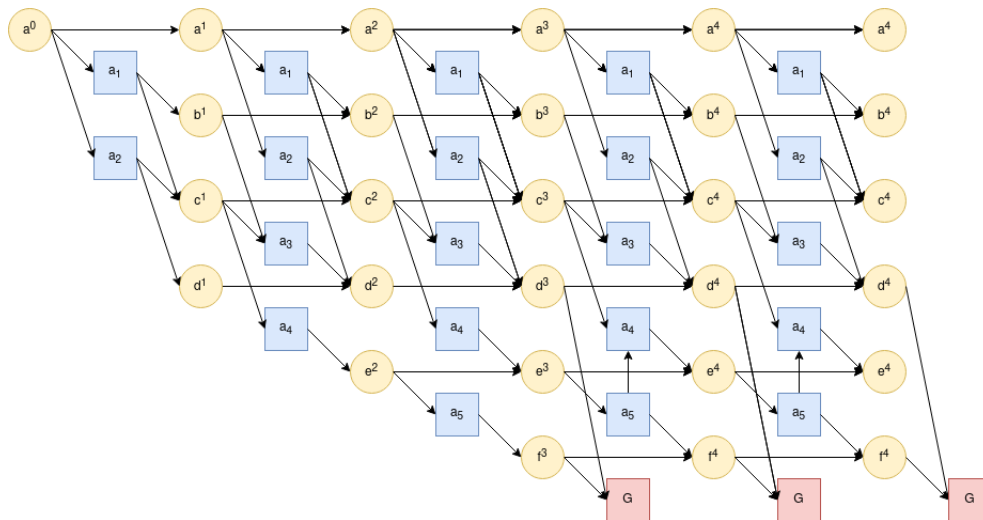 a⁰ a¹ a² a³ a⁴ a⁴
a₁ a₁ a₁ a₁ a₁
b¹ b² b³ b⁴ b⁴
a₂ a₂ a₂ a₂ a₂
c¹ c² c³ c⁴ c⁴
a₃ a₃ a₃ a₃
d¹ d² d³ d⁴ d⁴
a₄ a₄ a₄ a₄
e² e³ e⁴ e⁴
a₅ a₅ a₅
f³ f⁴ f⁴
G G G